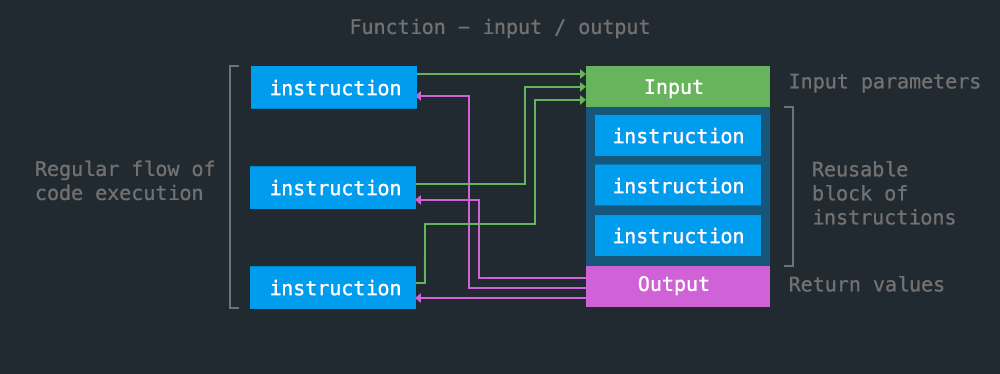 Function – input / output
instruction
Input
Input parameters
instruction
Regular flow of
code execution
instruction
instruction
Reusable
block of
instructions
instruction
instruction
Output
Return values